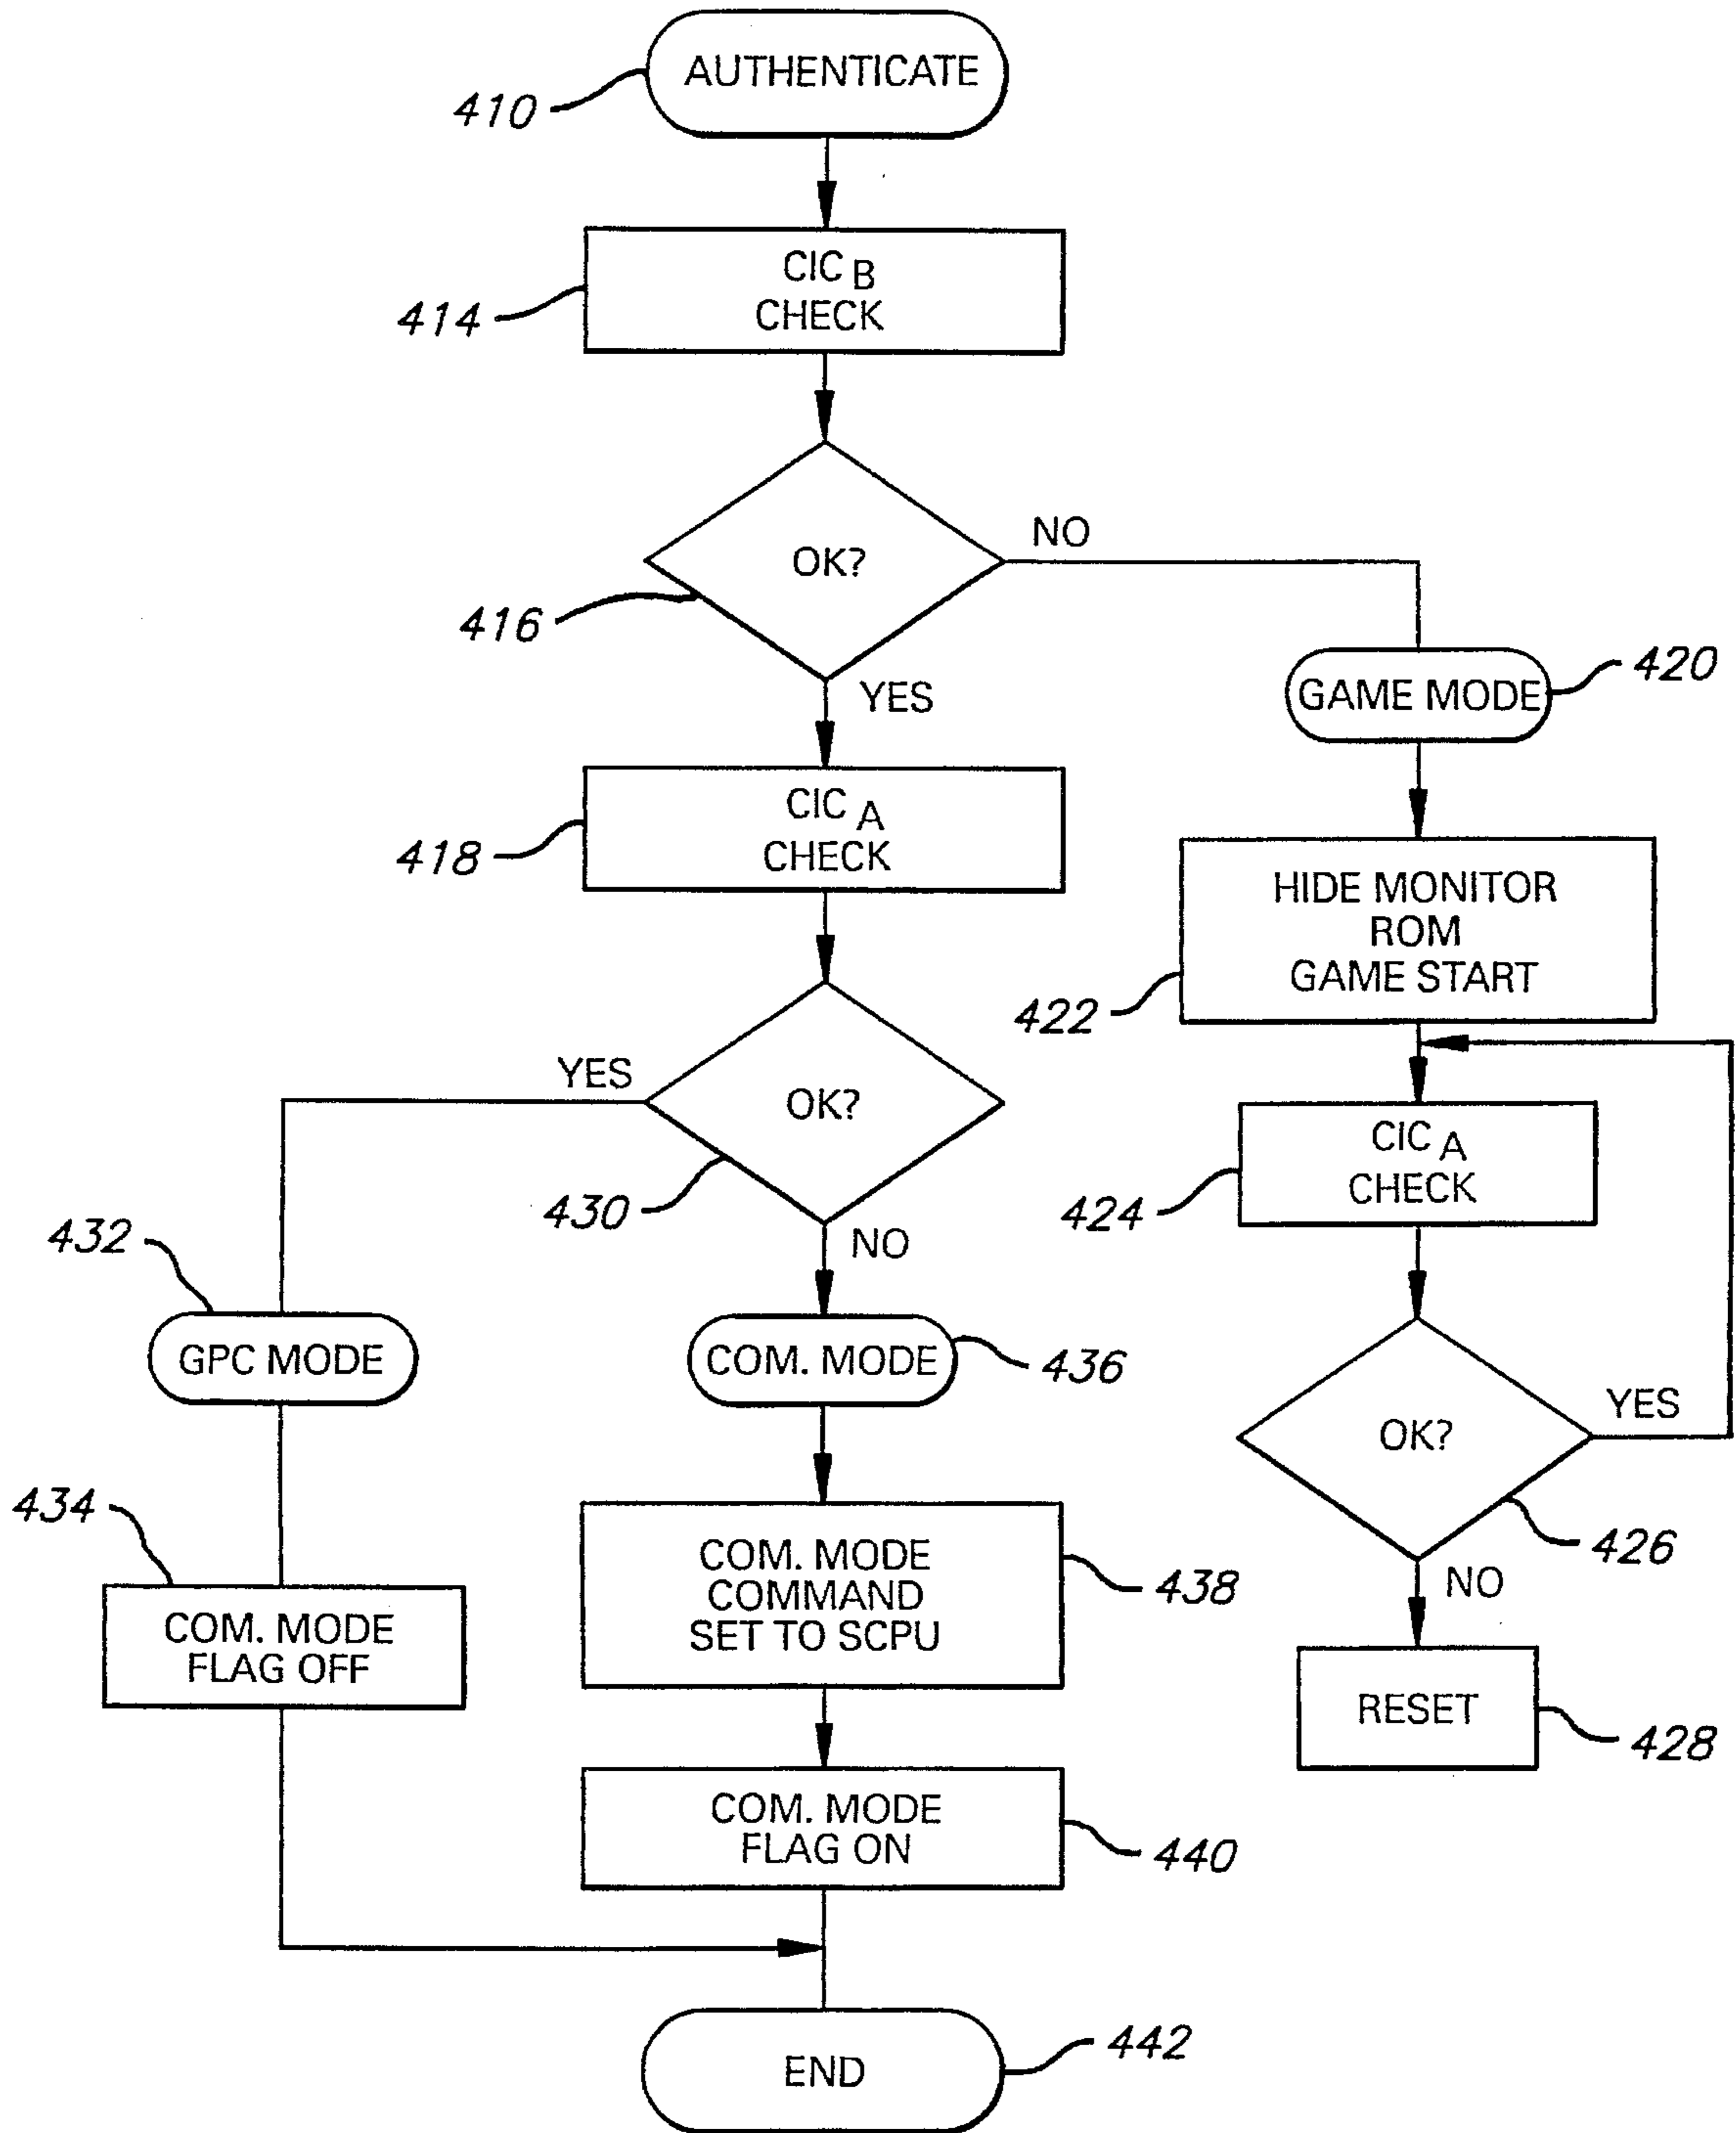 AUTHENTICATE
410
CIC B
CHECK
414
OK?
NO
416
YES
GAME MODE
420
CIC A
CHECK
418
HIDE MONITOR
ROM
GAME START
422
YES
OK?
430
NO
CIC A
CHECK
424
432
GPC MODE
COM. MODE
436
OK?
YES
426
NO
434
COM. MODE
FLAG OFF
COM. MODE
COMMAND
SET TO SCPU
438
RESET
428
COM. MODE
FLAG ON
440
END
442